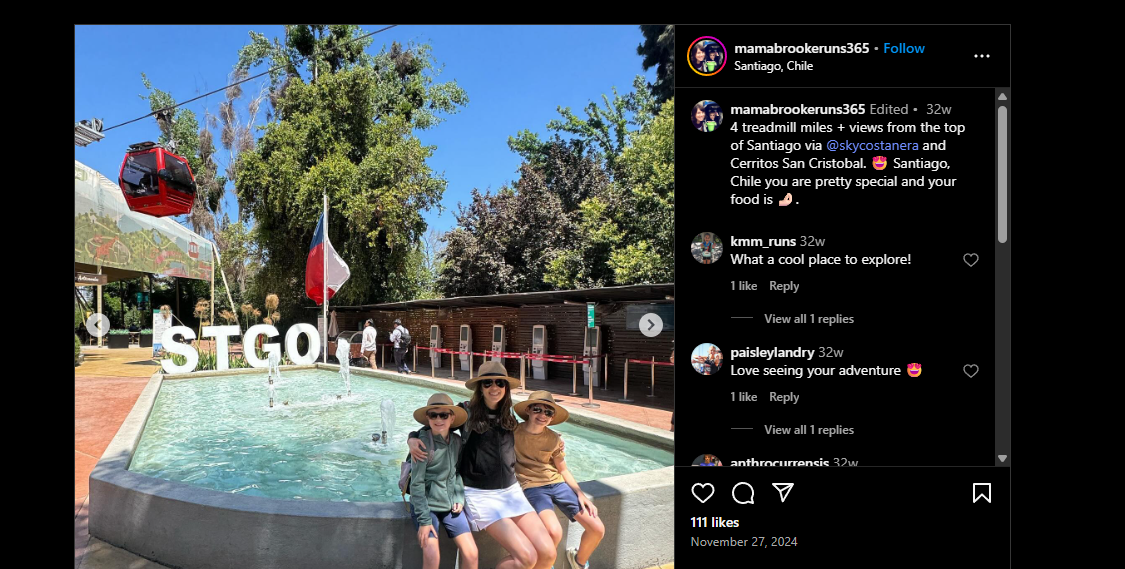 STGO
mamabrookeruns365 • Follow
Santiago, Chile
mamabrookeruns365 Edited • 32w
4 treadmill miles + views from the top
of Santiago via @skycostanera and
Cerritos San Cristobal. 😍 Santiago,
Chile you are pretty special and your
food is 🤌🏻.
kmm_runs 32w
What a cool place to explore!
1 like Reply
View all 1 replies
paisleylandry 32w
Love seeing your adventure 😍
1 like Reply
View all 1 replies
anthrocurrensis 32w
111 likes
November 27, 2024